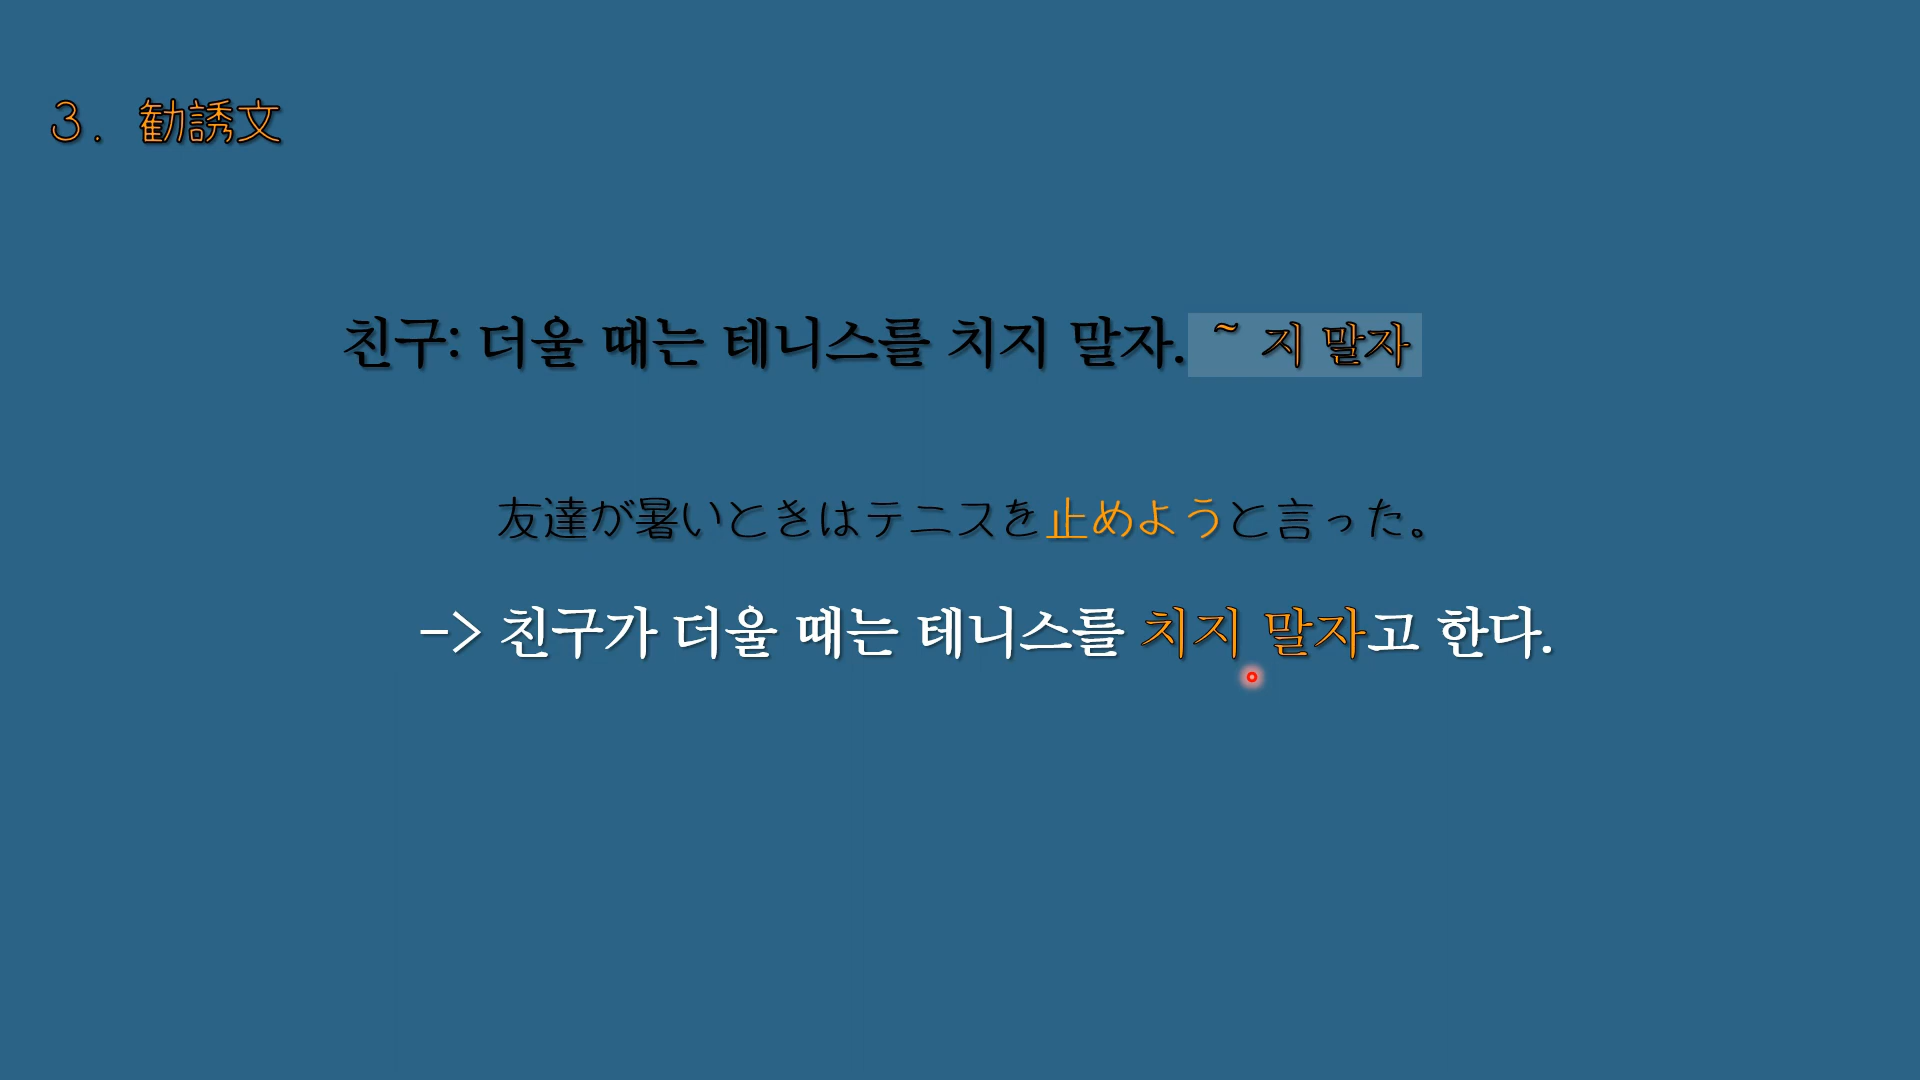 ３．勧誘文
친구: 더울 때는 테니스를 치지 말자. ~ 지 말자
友達が暑いときはテニスを止めようと言った。
-> 친구가 더울 때는 테니스를 치지 말자고 한다.